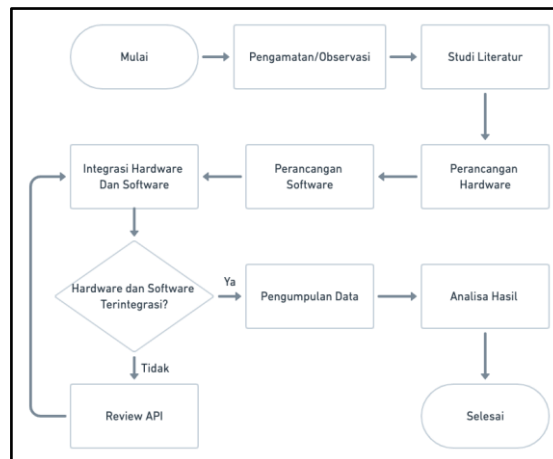 Mulai
Pengamatan/Observasi
Studi Literatur
Perancangan
Hardware
Perancangan
Software
Integrasi Hardware
Dan Software
Hardware dan Software
Terintegrasi?
Ya
Pengumpulan Data
Analisa Hasil
Selesai
Tidak
Review API